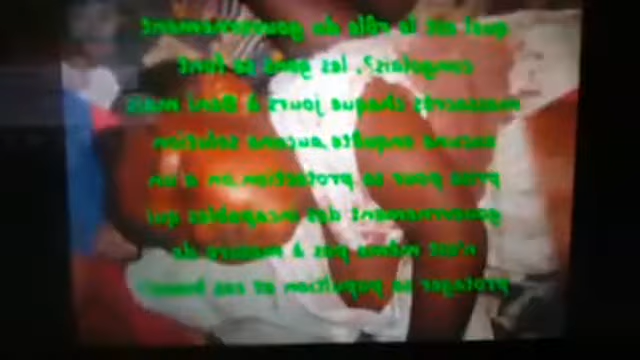 quel est le rôle du gouvernement
congolais?, les gens se font
massacrés chaque jours à Beni mais
aucune enquête aucune solution
prise pour sa protection, on a un
gouvernement des incapables qui
n'est même pas à mesure de
protéger sa popultion et ses